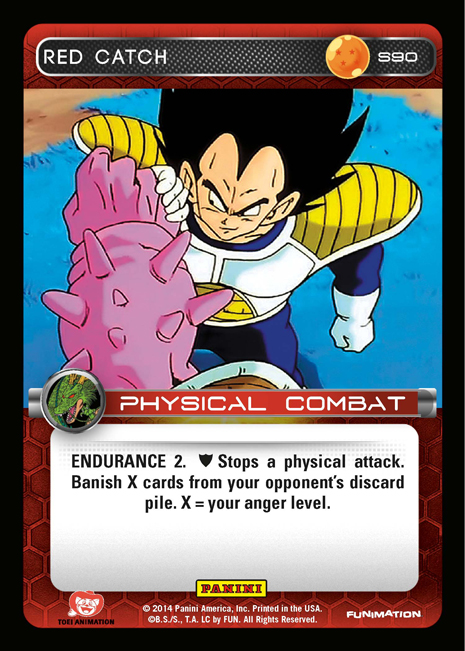 RED CATCH
S90
PHYSICAL COMBAT
ENDURANCE 2. Stops a physical attack.
Banish X cards from your opponent's discard
pile. X = your anger level.
PANINI
© 2014 Panini America, Inc. Printed in the USA.
©B.S./S., T.A. LC by FUN. All Rights Reserved.
TOEI ANIMATION
FUNIMATION